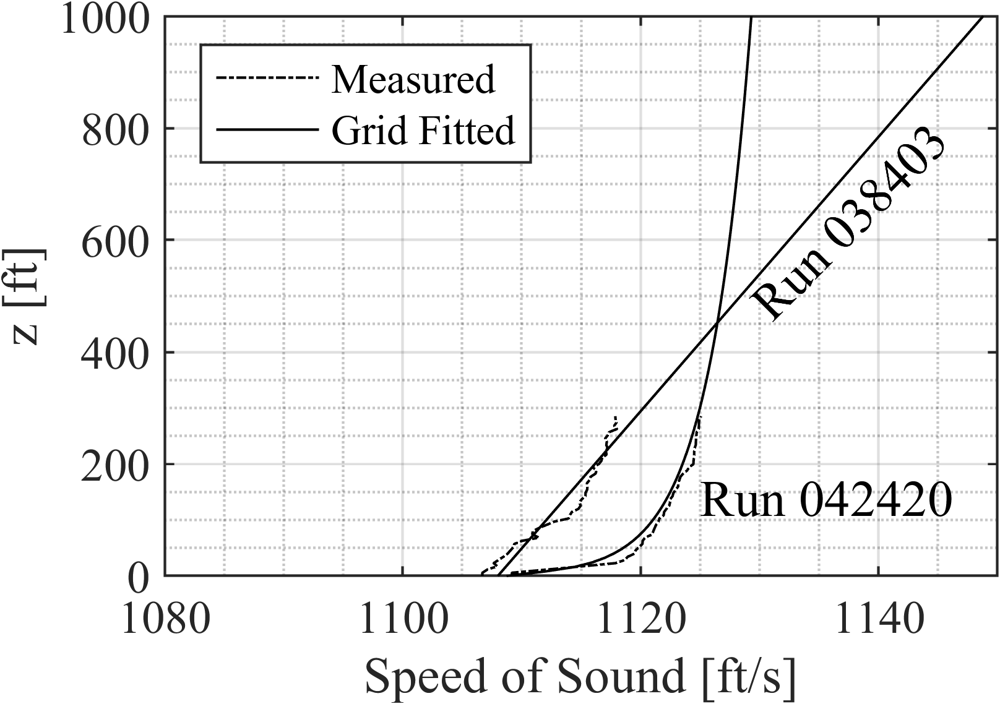 1000
800
600
400
200
0
z [ft]
Measured
Grid Fitted
Run 038403
Run 042420
1080 1100 1120 1140
Speed of Sound [ft/s]